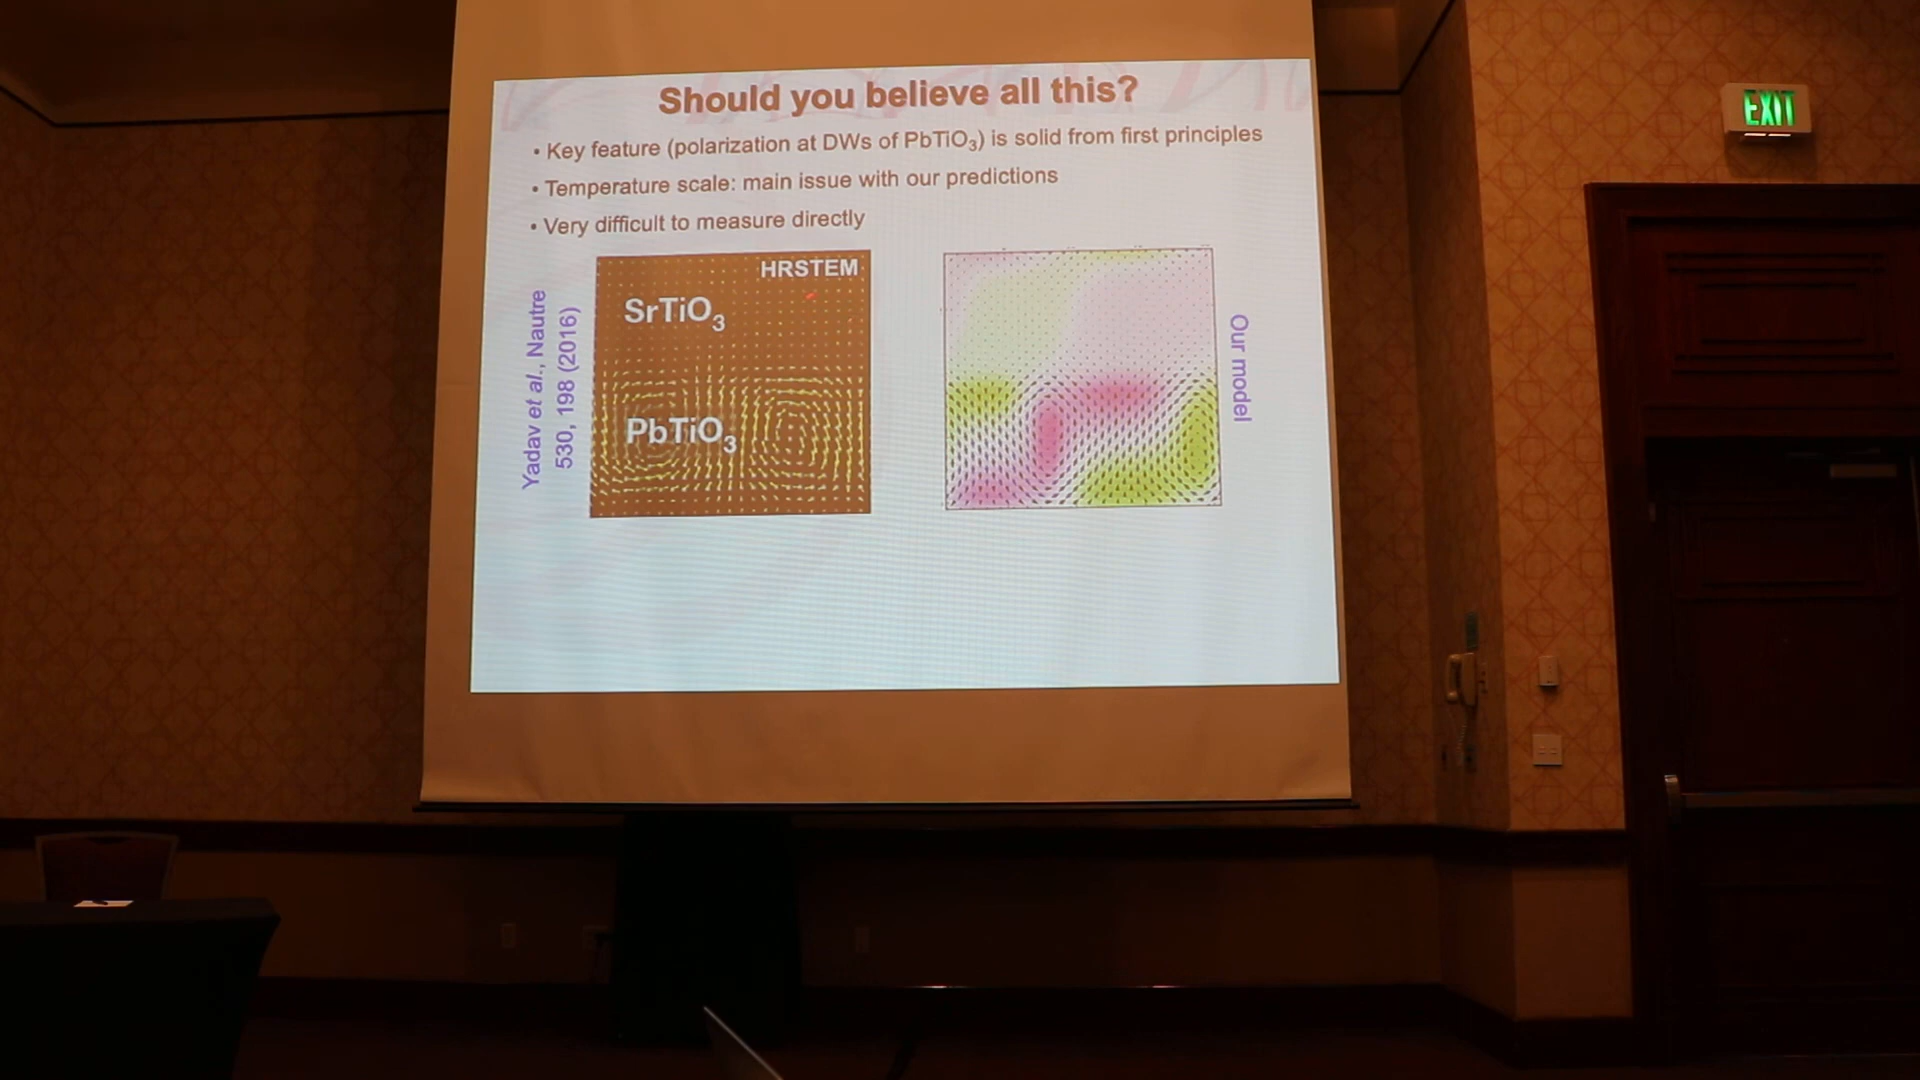 Should you believe all this?
• Key feature (polarization at DWs of PbTiO3) is solid from first principles
• Temperature scale: main issue with our predictions
• Very difficult to measure directly
Yadav et al., Nautre
530, 198 (2016)
HRSTEM
SrTiO3
PbTiO3
Our model
EXIT